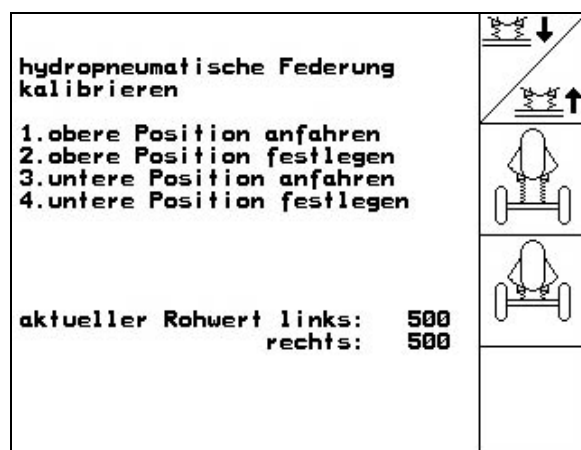 hydropneumatische Federung
kalibrieren
1.obere Position anfahren
2.obere Position festlegen
3.untere Position anfahren
4.untere Position festlegen
aktueller Rohwert links: 500
rechts: 500